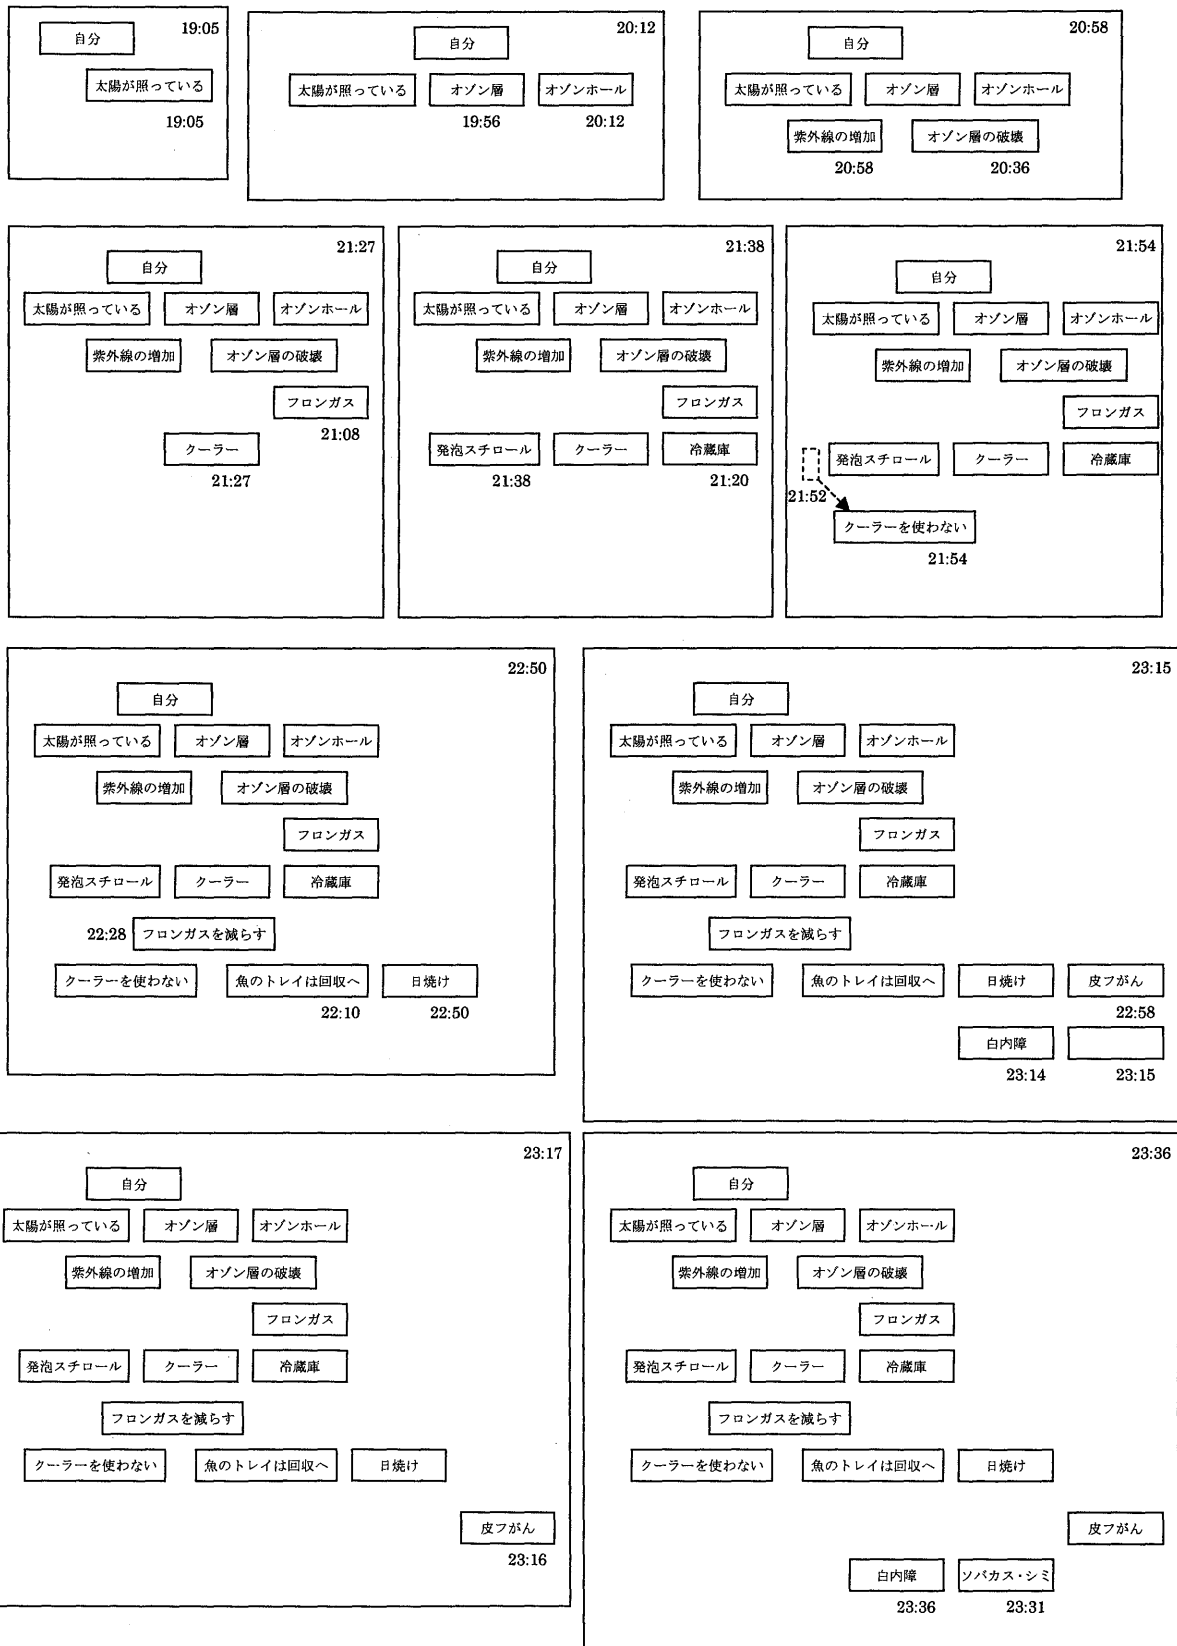 19:05
自分
太陽が照っている
19:05
20:12
自分
太陽が照っている オゾン層 オゾンホール
19:56 20:12
20:58
自分
太陽が照っている オゾン層 オゾンホール
紫外線の増加 オゾン層の破壊
20:58 20:36
21:27
自分
太陽が照っている オゾン層 オゾンホール
紫外線の増加 オゾン層の破壊
フロンガス
21:08
クーラー
21:27
21:38
自分
太陽が照っている オゾン層 オゾンホール
紫外線の増加 オゾン層の破壊
フロンガス
発泡スチロール クーラー 冷蔵庫
21:38 21:20
21:54
自分
太陽が照っている オゾン層 オゾンホール
紫外線の増加 オゾン層の破壊
フロンガス
発泡スチロール クーラー 冷蔵庫
21:52
クーラーを使わない
21:54
22:50
自分
太陽が照っている オゾン層 オゾンホール
紫外線の増加 オゾン層の破壊
フロンガス
発泡スチロール クーラー 冷蔵庫
22:28 フロンガスを減らす
クーラーを使わない 魚のトレイは回収へ 日焼け
22:10 22:50
23:15
自分
太陽が照っている オゾン層 オゾンホール
紫外線の増加 オゾン層の破壊
フロンガス
発泡スチロール クーラー 冷蔵庫
フロンガスを減らす
クーラーを使わない 魚のトレイは回収へ 日焼け 皮フがん
22:58
白内障
23:14 23:15
23:17
自分
太陽が照っている オゾン層 オゾンホール
紫外線の増加 オゾン層の破壊
フロンガス
発泡スチロール クーラー 冷蔵庫
フロンガスを減らす
クーラーを使わない 魚のトレイは回収へ 日焼け
皮フがん
23:16
23:36
自分
太陽が照っている オゾン層 オゾンホール
紫外線の増加 オゾン層の破壊
フロンガス
発泡スチロール クーラー 冷蔵庫
フロンガスを減らす
クーラーを使わない 魚のトレイは回収へ 日焼け
皮フがん
白内障 ソバカス・シミ
23:36 23:31